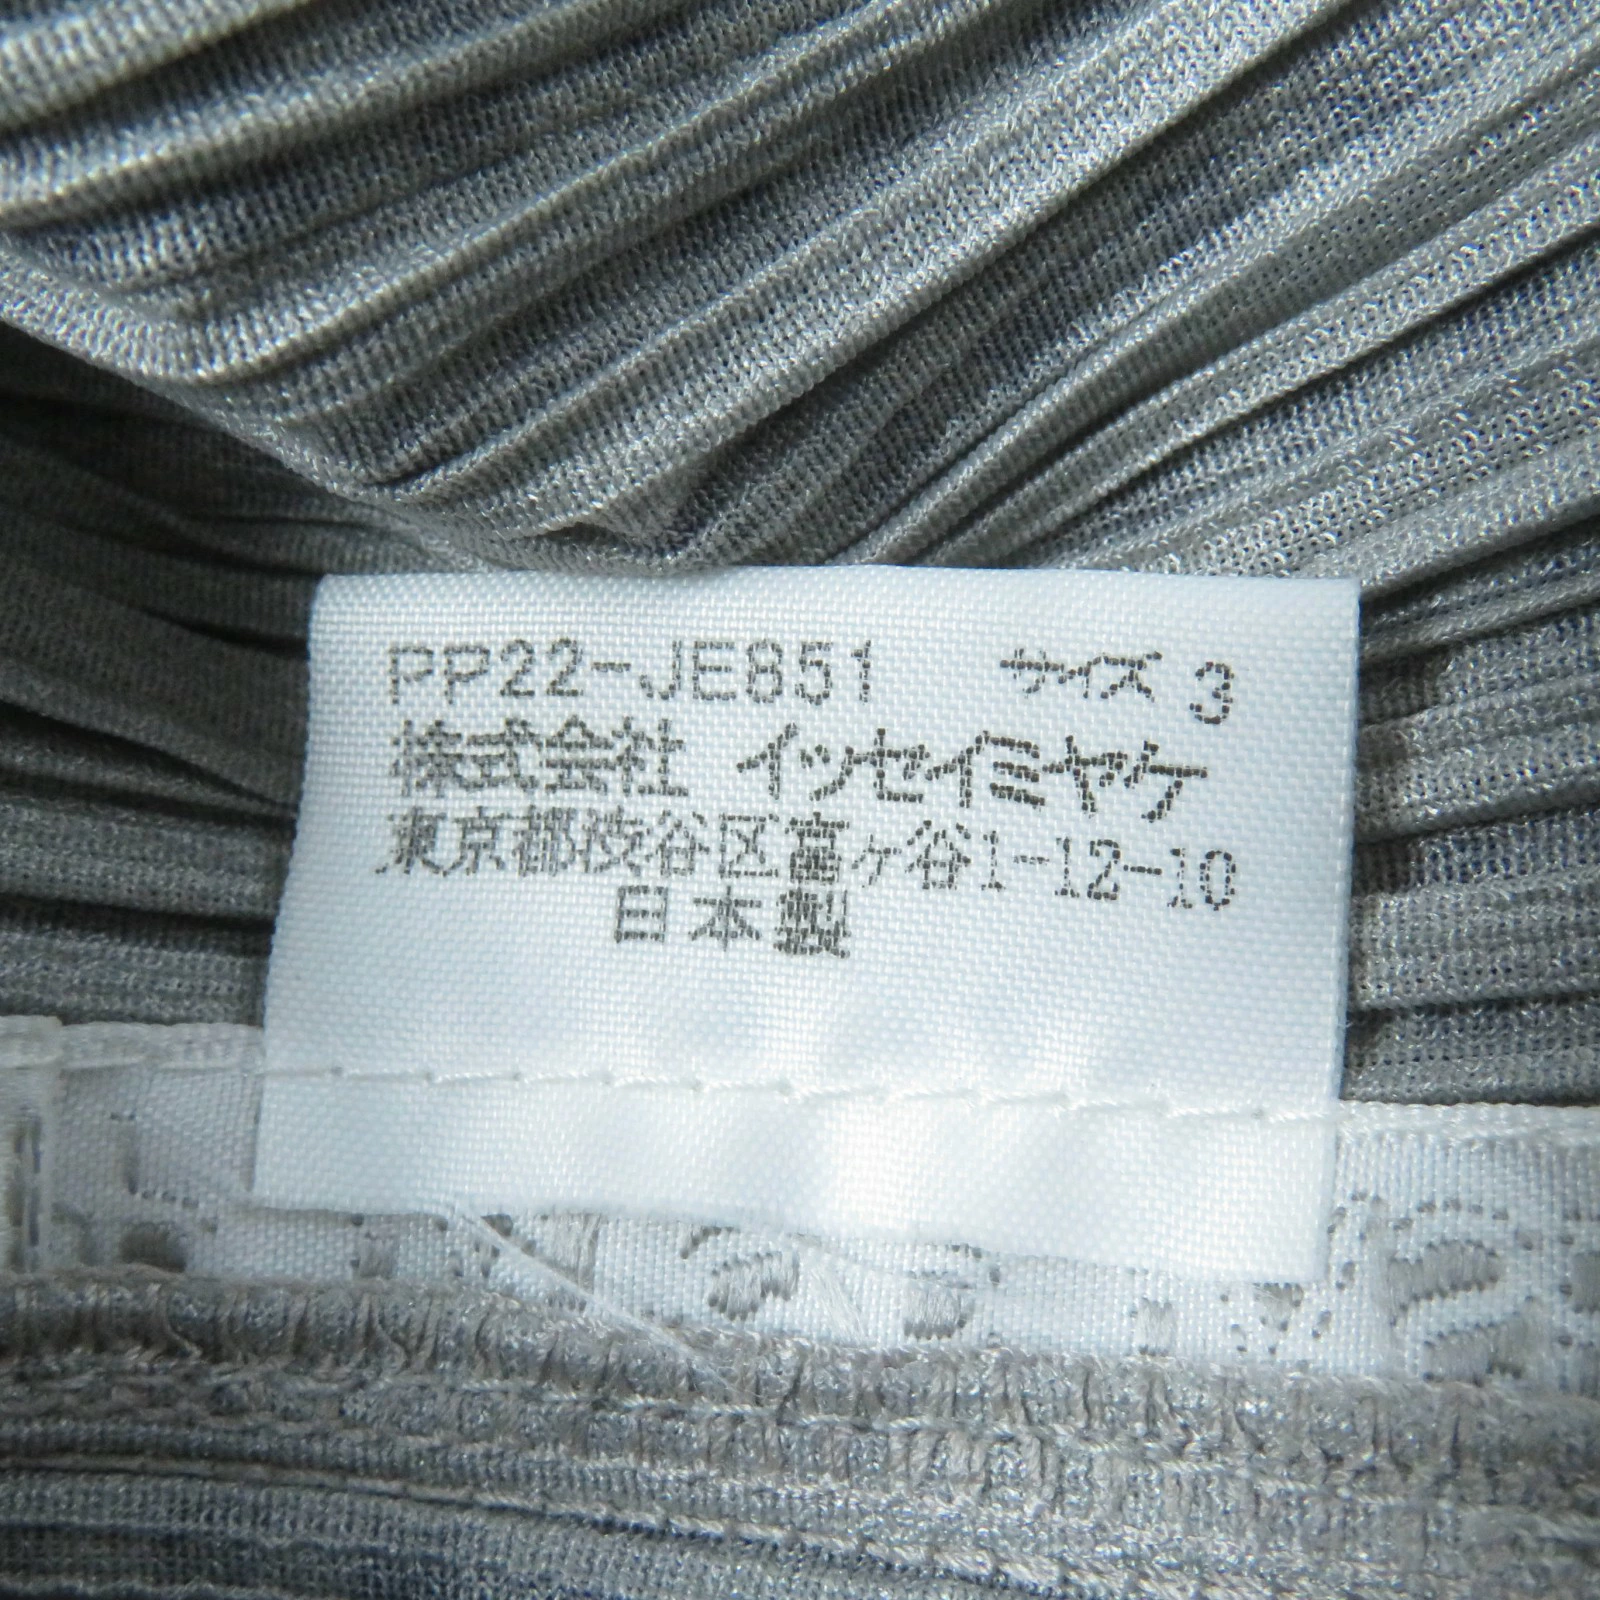 PP22-JE851 サイズ 3
株式会社 イッセイミヤケ
東京都渋谷区富ヶ谷1-12-10
日本製